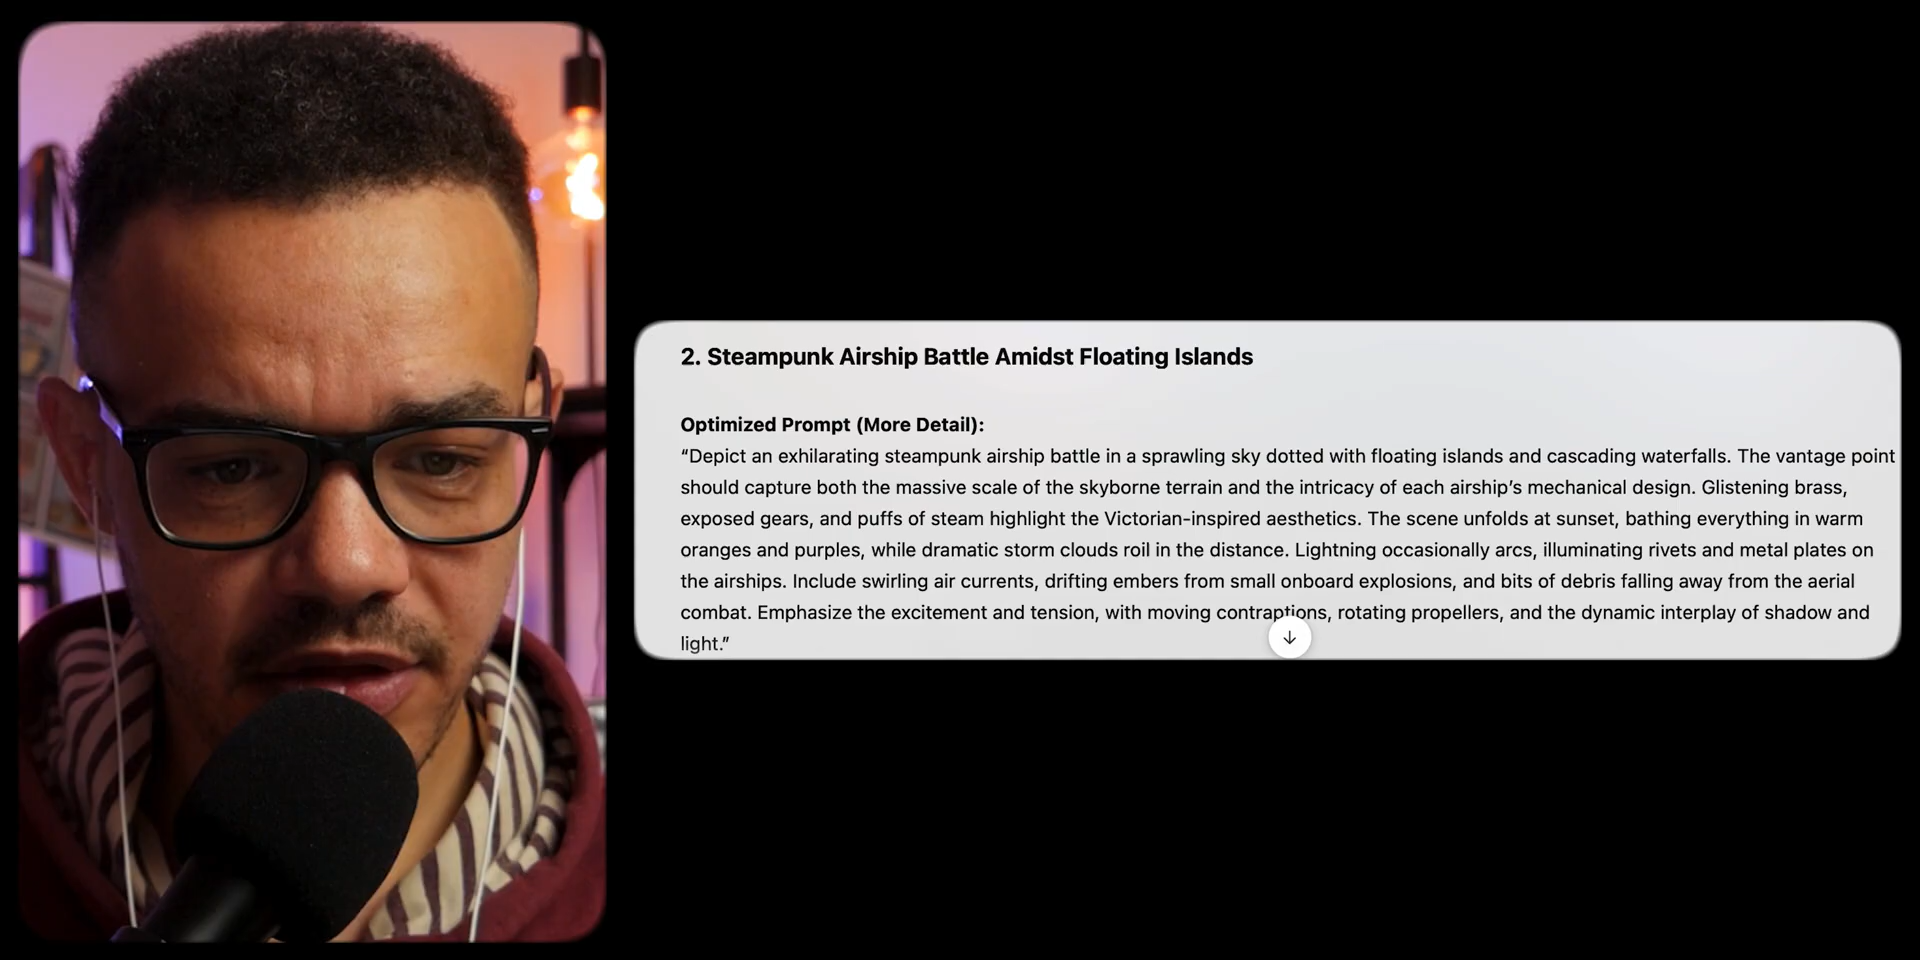 2. Steampunk Airship Battle Amidst Floating Islands
Optimized Prompt (More Detail):
“Depict an exhilarating steampunk airship battle in a sprawling sky dotted with floating islands and cascading waterfalls. The vantage point
should capture both the massive scale of the skyborne terrain and the intricacy of each airship’s mechanical design. Glistening brass,
exposed gears, and puffs of steam highlight the Victorian-inspired aesthetics. The scene unfolds at sunset, bathing everything in warm
oranges and purples, while dramatic storm clouds roil in the distance. Lightning occasionally arcs, illuminating rivets and metal plates on
the airships. Include swirling air currents, drifting embers from small onboard explosions, and bits of debris falling away from the aerial
combat. Emphasize the excitement and tension, with moving contraptions, rotating propellers, and the dynamic interplay of shadow and
light.”